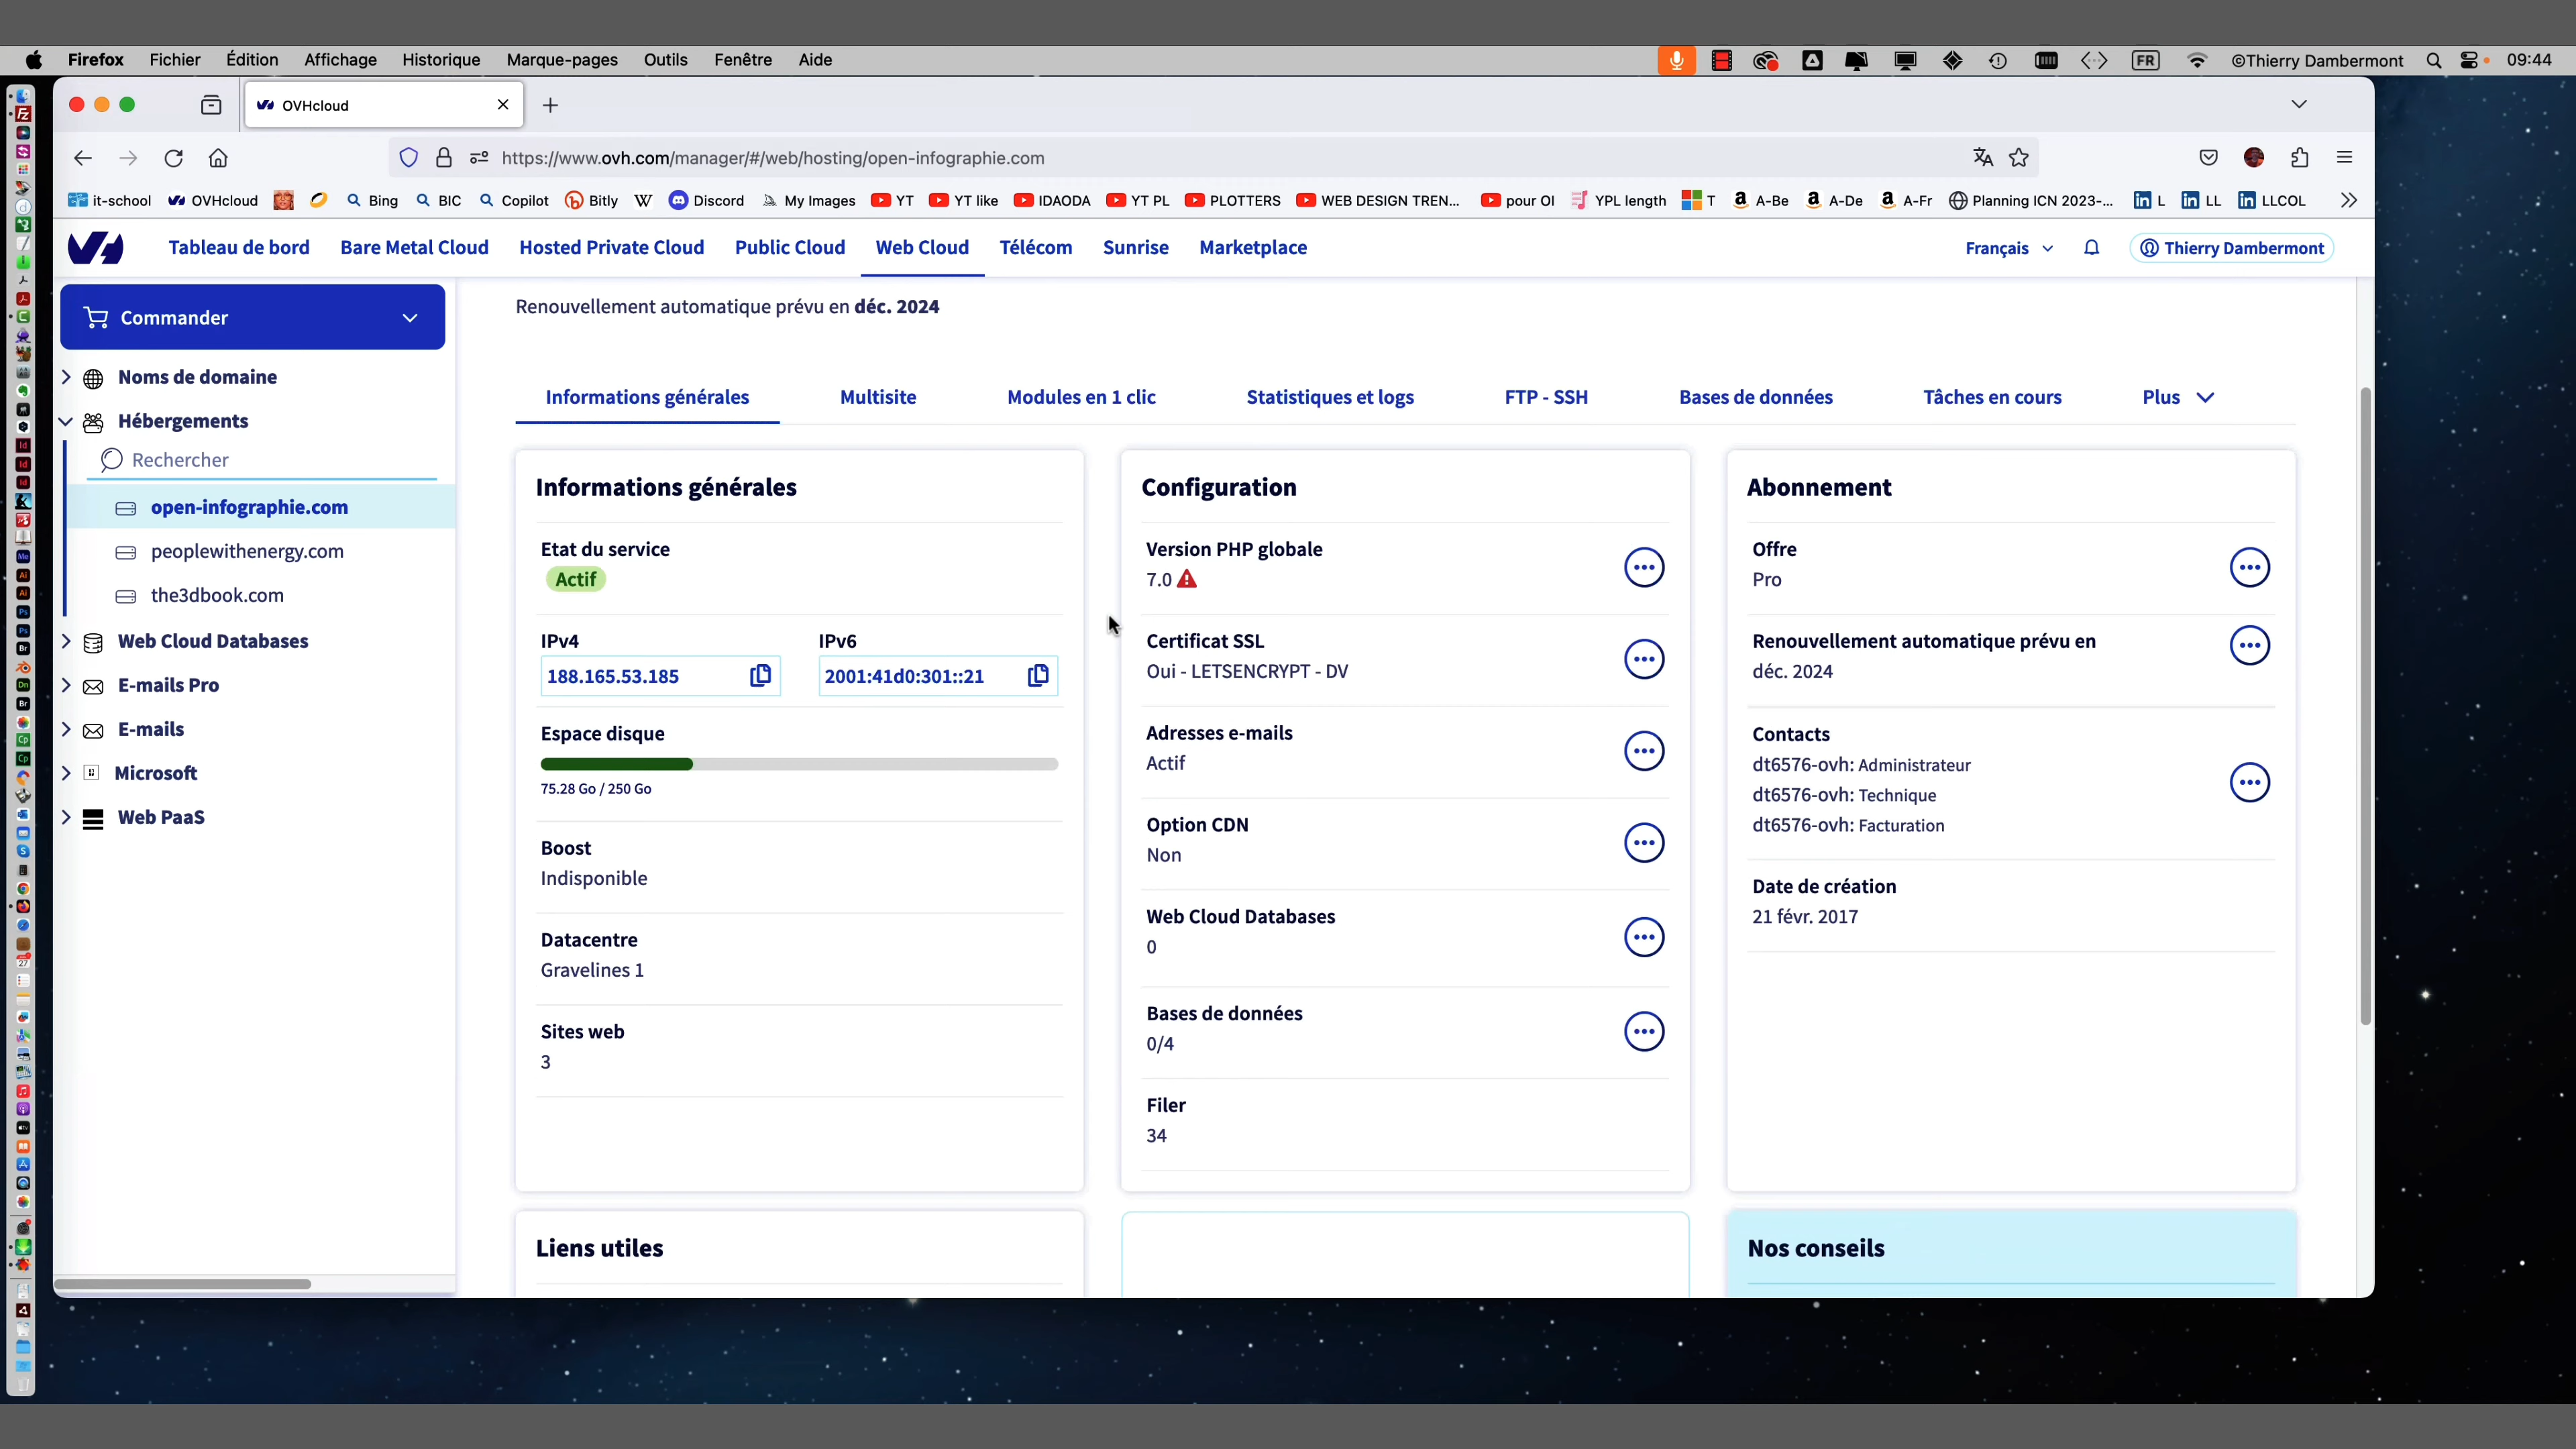 Firefox Fichier Édition Affichage Historique Marque-pages Outils Fenêtre Aide FR ©Thierry Dambermont 09:44
OVHcloud
https://www.ovh.com/manager/#/web/hosting/open-infographie.com
it-school OVHcloud Bing BIC Copilot Bitly W Discord My Images YT YT like IDAODA YT PL PLOTTERS WEB DESIGN TREN... pour OI YPL length T A-Be A-De A-Fr Planning ICN 2023-... L LL LLCOL
Tableau de bord Bare Metal Cloud Hosted Private Cloud Public Cloud Web Cloud Télécom Sunrise Marketplace Français Thierry Dambermont
Commander
Noms de domaine
Hébergements
Rechercher
open-infographie.com
peoplewithenergy.com
the3dbook.com
Web Cloud Databases
E-mails Pro
E-mails
Microsoft
Web PaaS
Renouvellement automatique prévu en déc. 2024
Informations générales Multisite Modules en 1 clic Statistiques et logs FTP - SSH Bases de données Tâches en cours Plus
Informations générales
Etat du service
Actif
IPv4 IPv6
188.165.53.185 2001:41d0:301::21
Espace disque
75.28 Go / 250 Go
Boost
Indisponible
Datacentre
Gravelines 1
Sites web
3
Configuration
Version PHP globale
7.0
Certificat SSL
Oui - LETSENCRYPT - DV
Adresses e-mails
Actif
Option CDN
Non
Web Cloud Databases
0
Bases de données
0/4
Filer
34
Abonnement
Offre
Pro
Renouvellement automatique prévu en
déc. 2024
Contacts
dt6576-ovh: Administrateur
dt6576-ovh: Technique
dt6576-ovh: Facturation
Date de création
21 févr. 2017
Liens utiles
Nos conseils